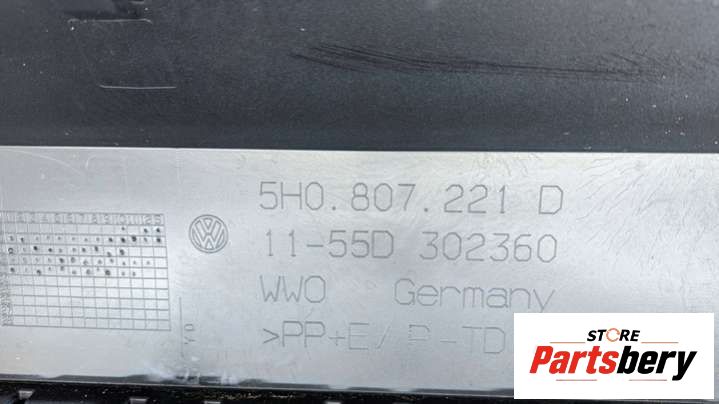 5H0.807.221 D
11-55D 302360
WWO Germany
>PP+E/P-TD
STORE
Partsbery